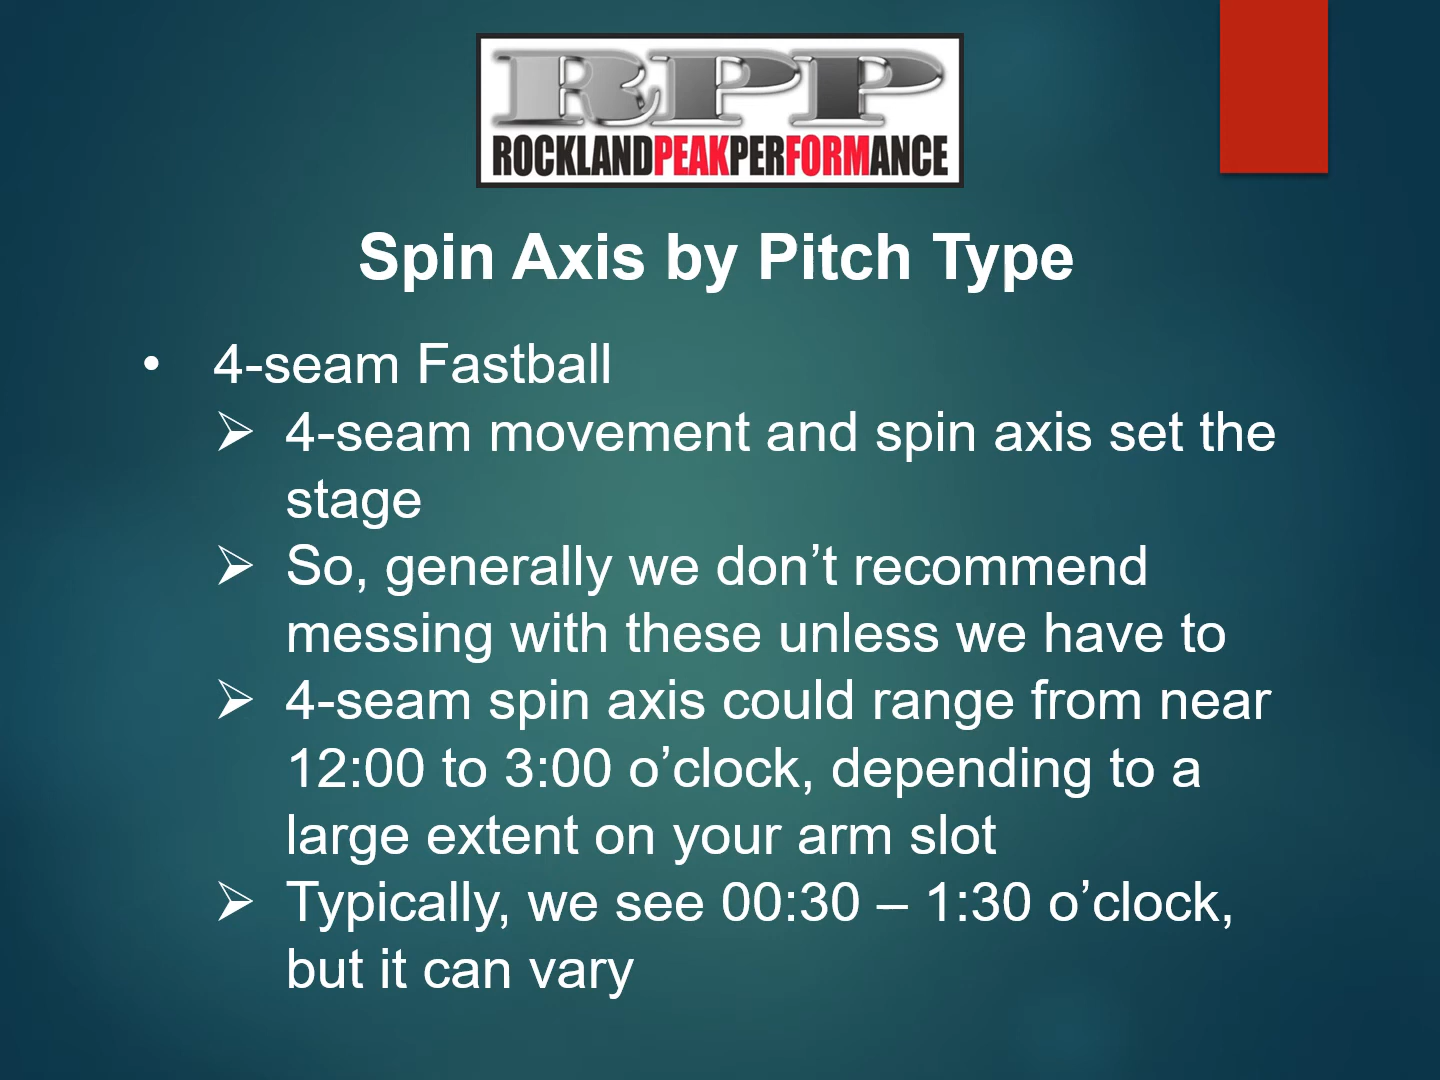 RPP
ROCKLANDPEAKPERFORMANCE
Spin Axis by Pitch Type
• 4-seam Fastball
➢ 4-seam movement and spin axis set the
stage
➢ So, generally we don’t recommend
messing with these unless we have to
➢ 4-seam spin axis could range from near
12:00 to 3:00 o’clock, depending to a
large extent on your arm slot
➢ Typically, we see 00:30 – 1:30 o’clock,
but it can vary